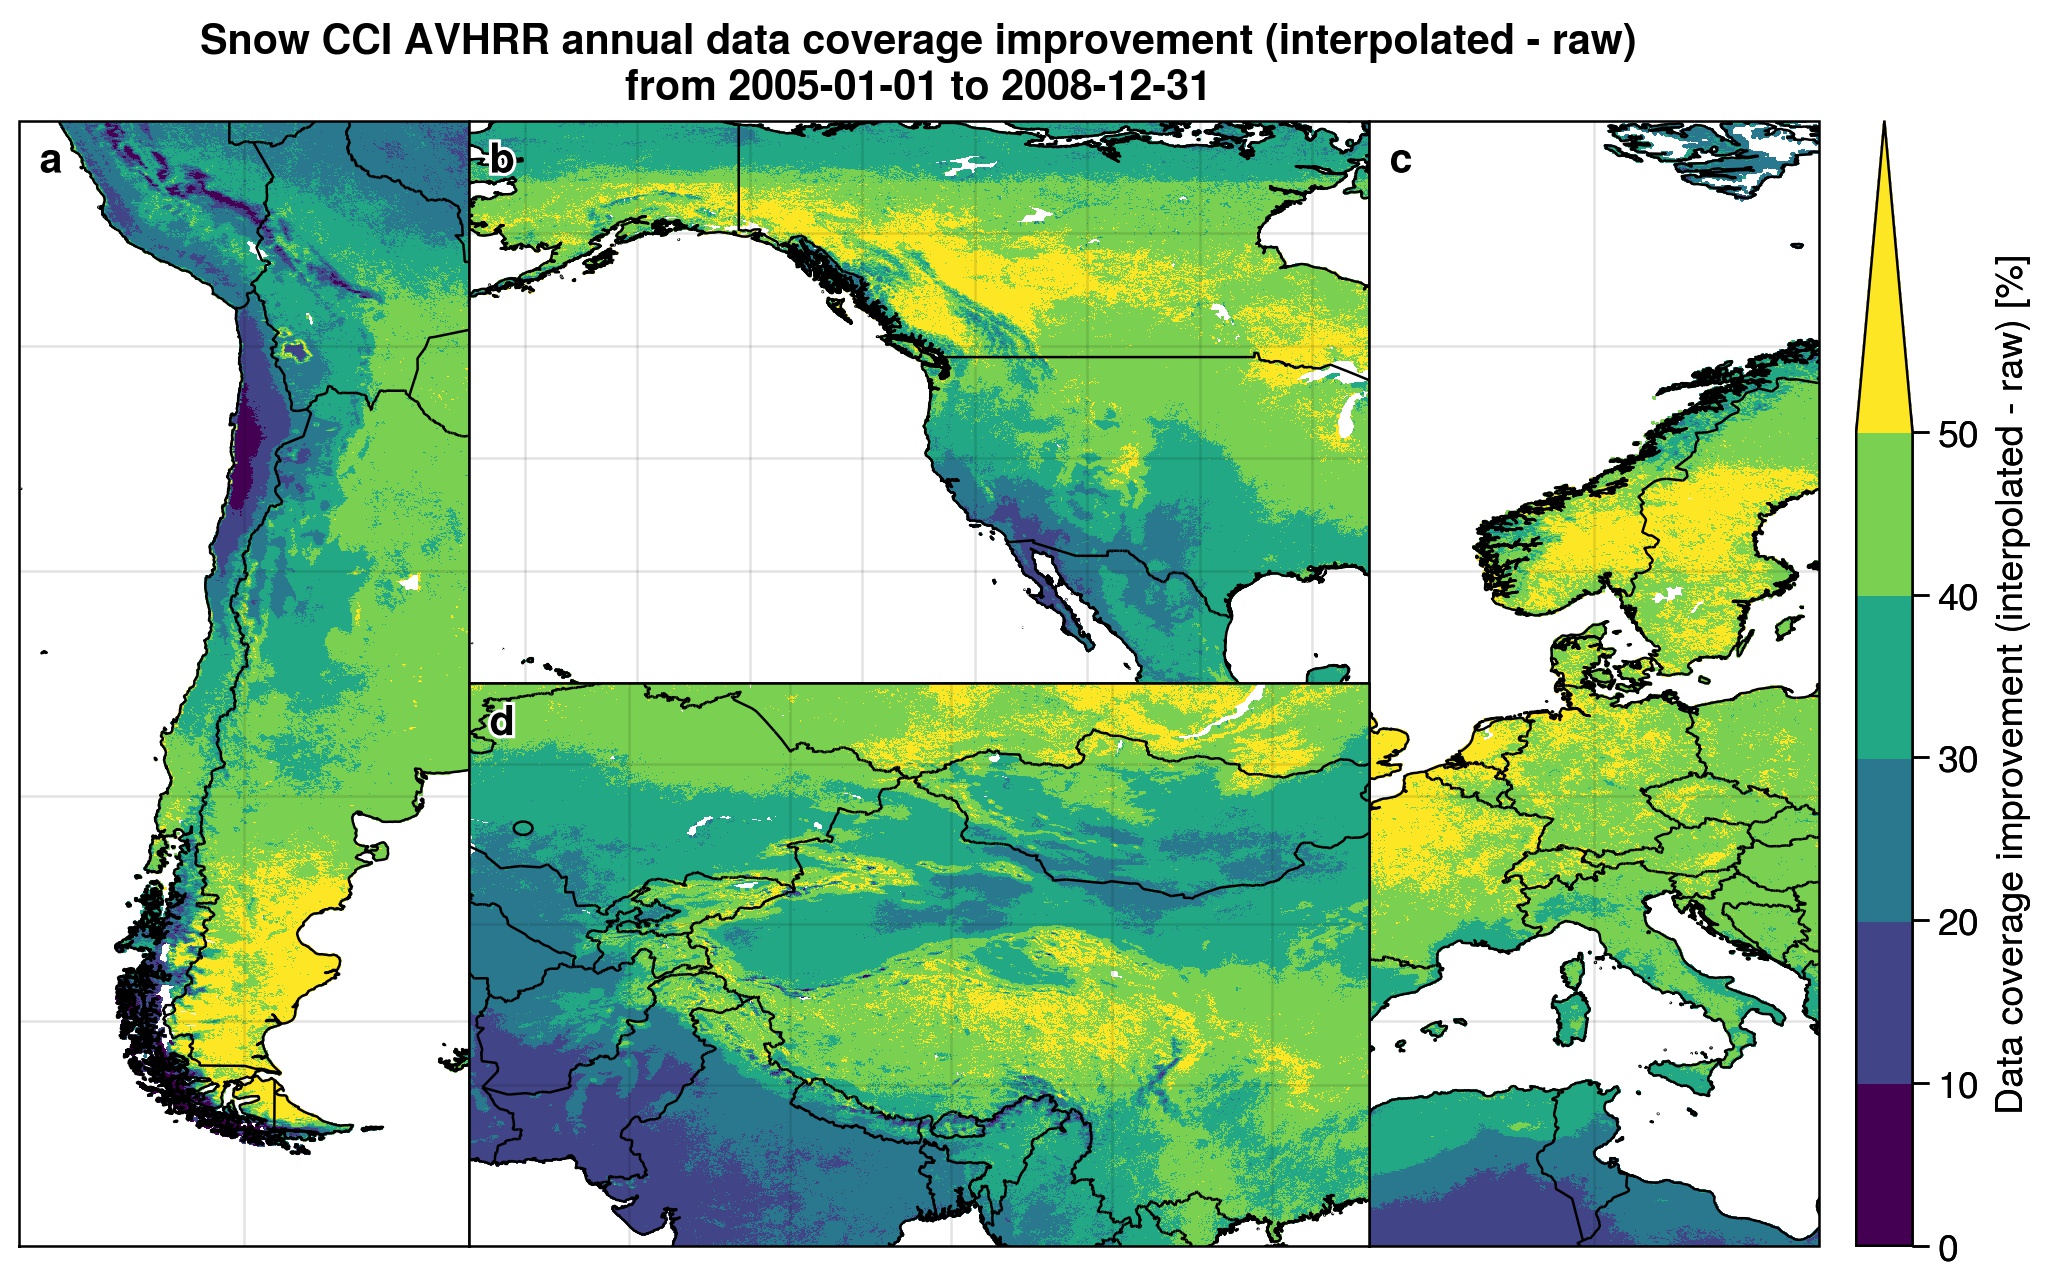 Snow CCI AVHRR annual data coverage improvement (interpolated - raw)
from 2005-01-01 to 2008-12-31
a
b
c
d
50
40
30
20
10
0
Data coverage improvement (interpolated - raw) [%]